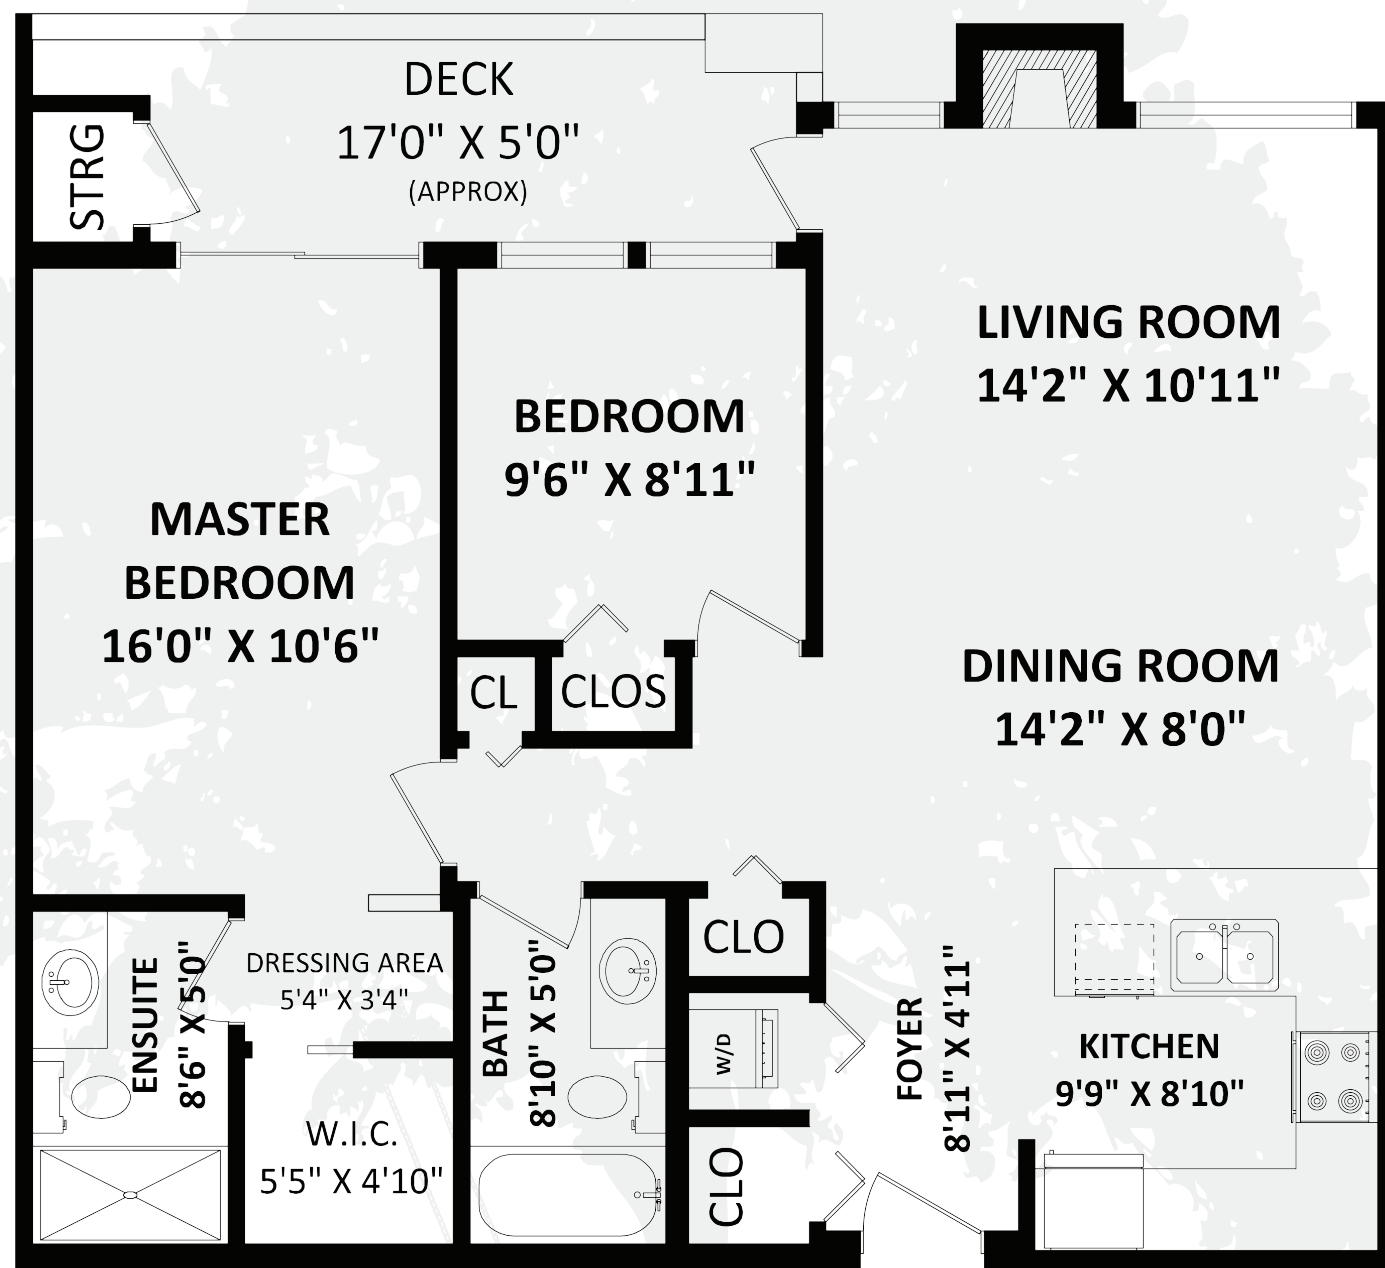 DECK
17'0" X 5'0"
(APPROX)
STRG
LIVING ROOM
14'2" X 10'11"
BEDROOM
9'6" X 8'11"
MASTER
BEDROOM
16'0" X 10'6"
CL
CLOS
DINING ROOM
14'2" X 8'0"
ENSUITE
8'6" X 5'0"
DRESSING AREA
5'4" X 3'4"
BATH
8'10" X 5'0"
CLO
W/D
FOYER
8'11" X 4'11"
KITCHEN
9'9" X 8'10"
W.I.C.
5'5" X 4'10"
CLO